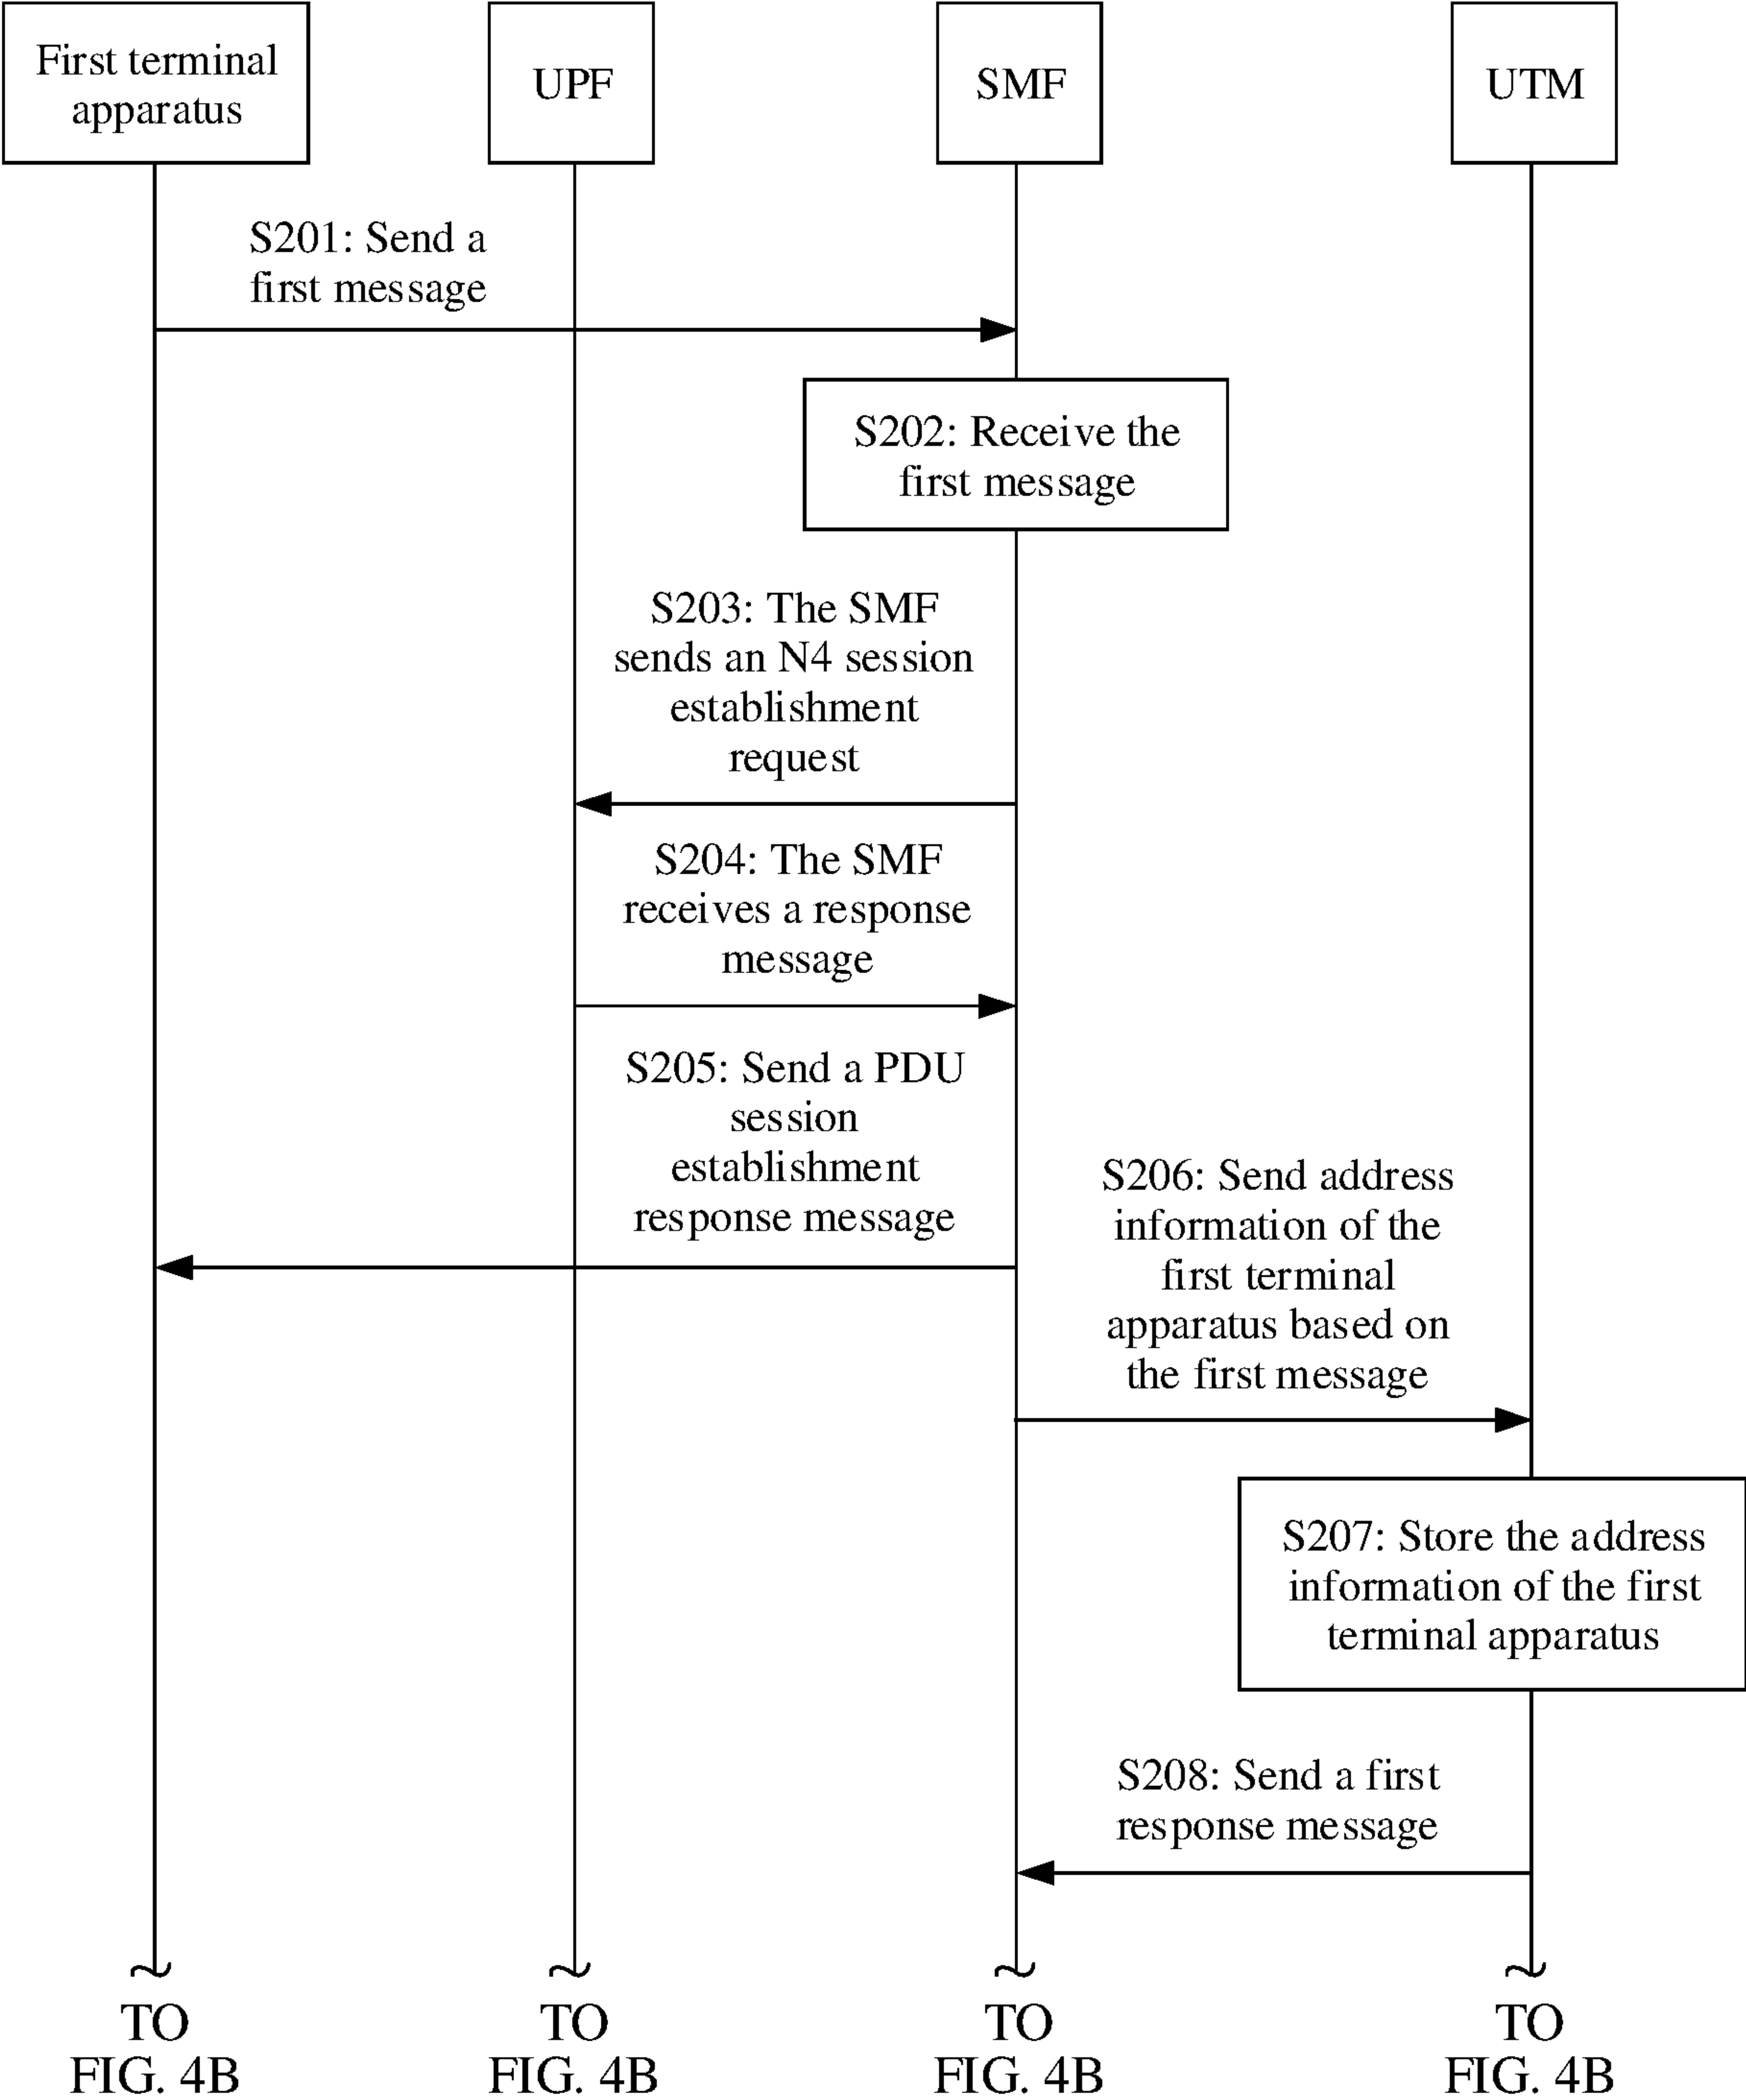 First terminal
apparatus
UPF
SMF
UTM
S201: Send a
first message
S202: Receive the
first message
S203: The SMF
sends an N4 session
establishment
request
S204: The SMF
receives a response
message
S205: Send a PDU
session
establishment
response message
S206: Send address
information of the
first terminal
apparatus based on
the first message
S207: Store the address
information of the first
terminal apparatus
S208: Send a first
response message
TO
FIG. 4B
TO
FIG. 4B
TO
FIG. 4B
TO
FIG. 4B